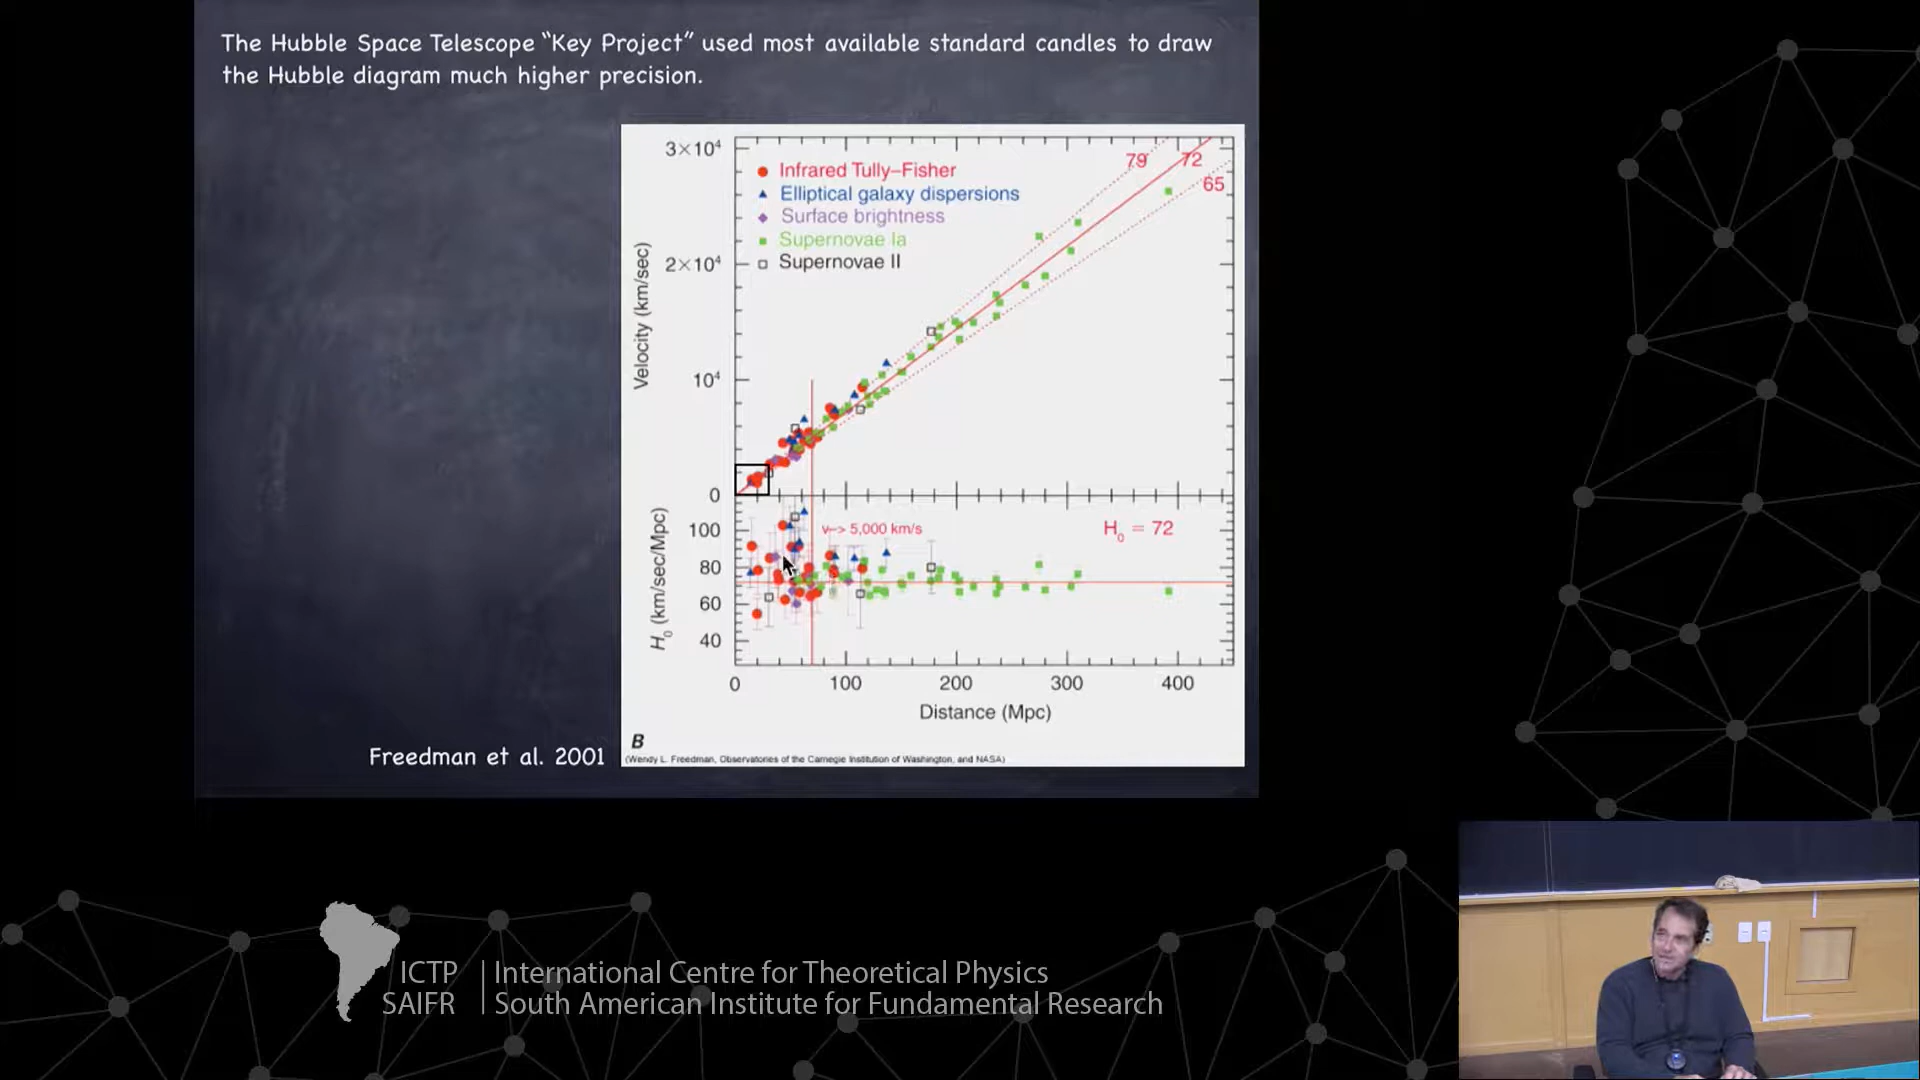 The Hubble Space Telescope “Key Project” used most available standard candles to draw
the Hubble diagram much higher precision.
3×10⁴
2×10⁴
10⁴
0
Velocity (km/sec)
Infrared Tully–Fisher
Elliptical galaxy dispersions
Surface brightness
Supernovae Ia
Supernovae II
79
72
65
100
80
60
40
H₀ (km/sec/Mpc)
v–> 5,000 km/s
H₀ = 72
0 100 200 300 400
Distance (Mpc)
B
(Wendy L. Freedman, Observatories of the Carnegie Institution of Washington, and NASA)
Freedman et al. 2001
ICTP International Centre for Theoretical Physics
SAIFR South American Institute for Fundamental Research